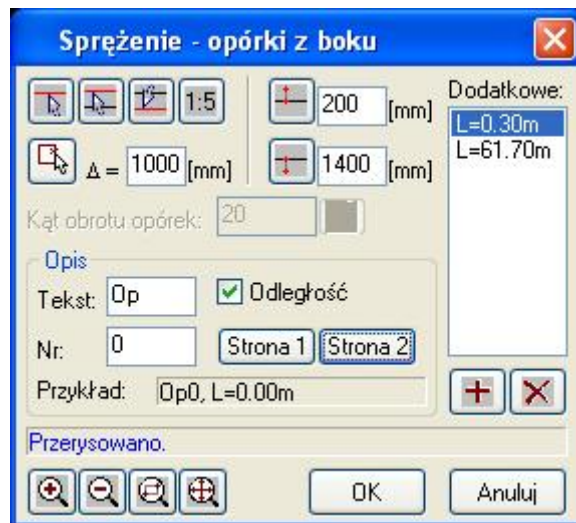 Sprężenie - opórki z boku
1:5
200 [mm]
Dodatkowe:
L=0.30m
L=61.70m
Δ = 1000 [mm]
1400 [mm]
Kąt obrotu opórek: 20
Opis
Tekst: Op
Odległość
Nr: 0
Strona 1
Strona 2
Przykład: Op0, L=0.00m
Przerysowano.
OK
Anuluj